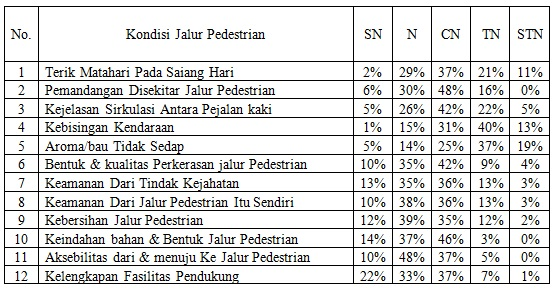 No. Kondisi Jalur Pedestrian SN N CN TN STN
1 Terik Matahari Pada Saiang Hari 2% 29% 37% 21% 11%
2 Pemandangan Disekitar Jalur Pedestrian 6% 30% 48% 16% 0%
3 Kejelasan Sirkulasi Antara Pejalan kaki 5% 26% 42% 22% 5%
4 Kebisingan Kendaraan 1% 15% 31% 40% 13%
5 Aroma/bau Tidak Sedap 5% 14% 25% 37% 19%
6 Bentuk & kualitas Perkerasan jalur Pedestrian 10% 35% 42% 9% 4%
7 Keamanan Dari Tindak Kejahatan 13% 35% 36% 13% 3%
8 Keamanan Dari Jalur Pedestrian Itu Sendiri 10% 38% 36% 13% 3%
9 Kebersihan Jalur Pedestrian 12% 39% 35% 12% 2%
10 Keindahan bahan & Bentuk Jalur Pedestrian 14% 37% 46% 3% 0%
11 Aksebilitas dari & menuju Ke Jalur Pedestrian 10% 48% 37% 5% 0%
12 Kelengkapan Fasilitas Pendukung 22% 33% 37% 7% 1%